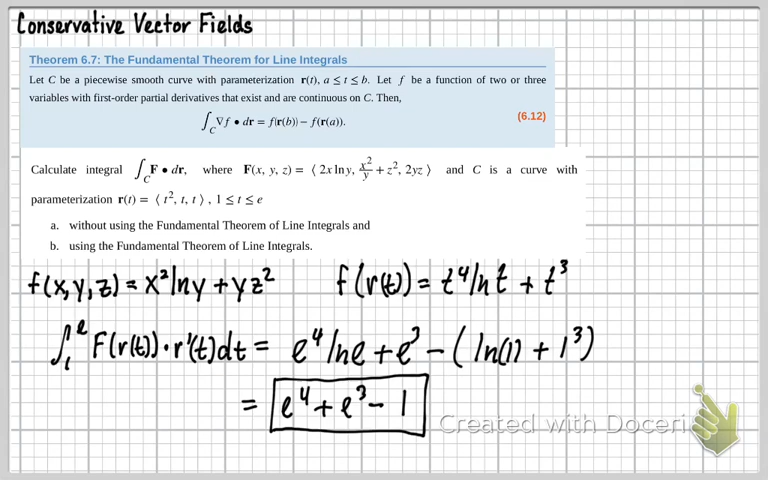 Conservative Vector Fields
Theorem 6.7: The Fundamental Theorem for Line Integrals
Let C be a piecewise smooth curve with parameterization r(t), a ≤ t ≤ b. Let f be a function of two or three
variables with first-order partial derivatives that exist and are continuous on C. Then,
∫_C ∇f • dr = f(r(b)) − f(r(a)). (6.12)
Calculate integral ∫_C F • dr, where F(x, y, z) = ⟨ 2x ln y, x²/y + z², 2yz ⟩ and C is a curve with
parameterization r(t) = ⟨ t², t, t ⟩, 1 ≤ t ≤ e
a. without using the Fundamental Theorem of Line Integrals and
b. using the Fundamental Theorem of Line Integrals.
f(x,y,z) = x² ln y + yz² f(r(t)) = t⁴ ln t + t³
∫₁ᵉ F(r(t)) · r'(t) dt = e⁴ ln e + e³ − (ln(1) + 1³)
= e⁴ + e³ − 1
Created with Doceri